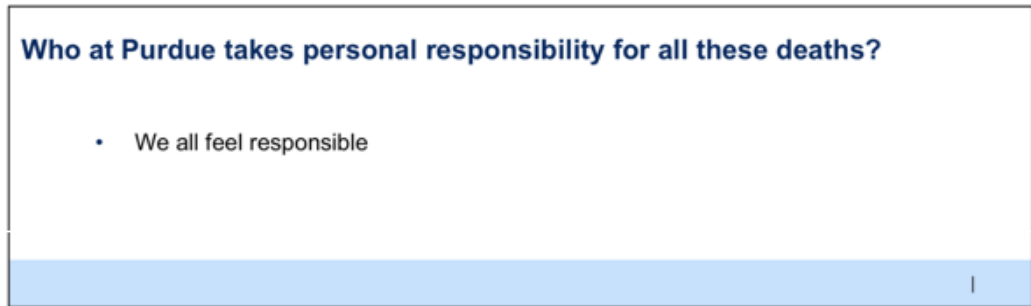 Who at Purdue takes personal responsibility for all these deaths?
• We all feel responsible
|